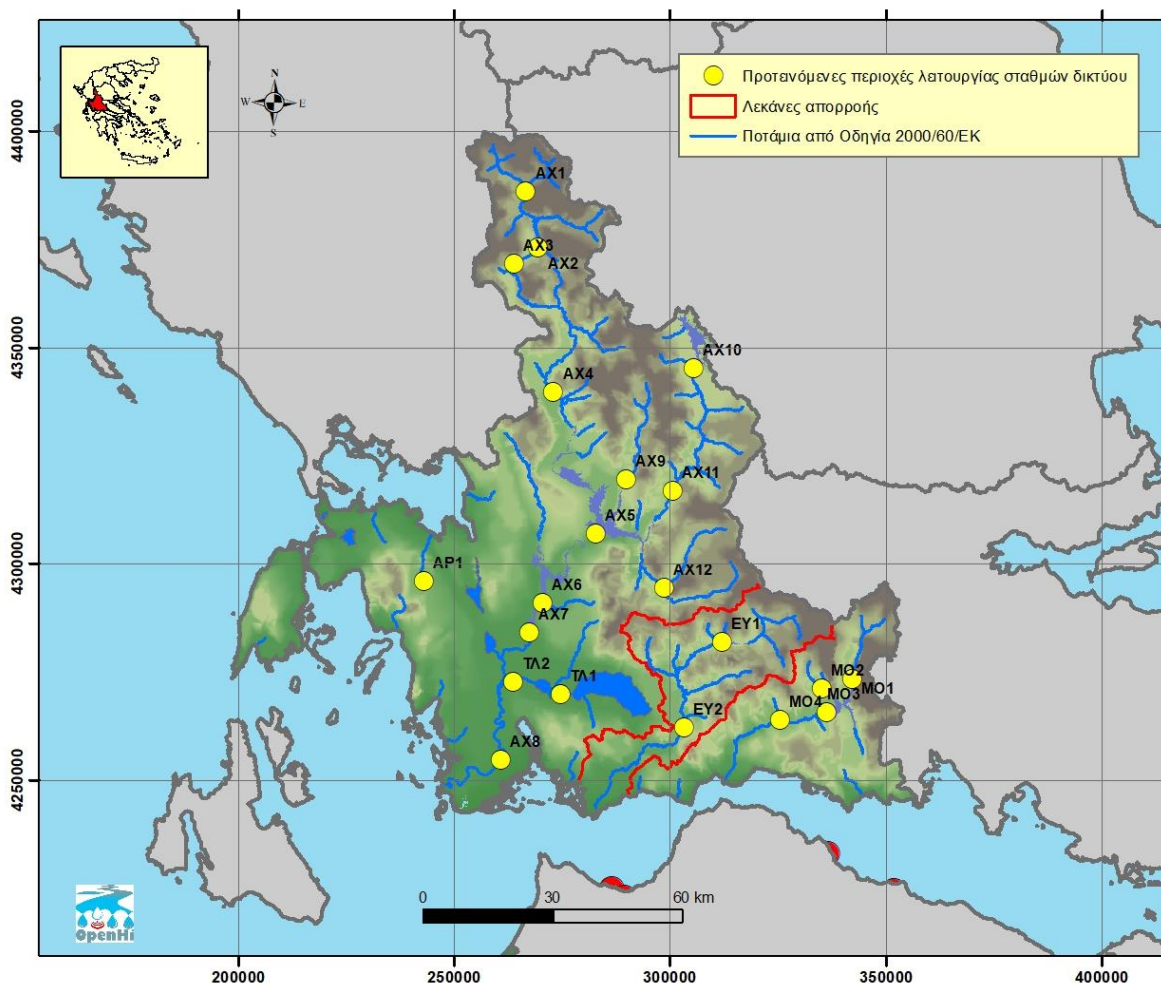 N
W
E
S
Προτεινόμενες περιοχές λειτουργίας σταθμών δικτύου
Λεκάνες απορροής
Ποτάμια από Οδηγία 2000/60/ΕΚ
4400000
4350000
4300000
4250000
ΑΧ1
ΑΧ3
ΑΧ2
ΑΧ10
ΑΧ4
ΑΧ9
ΑΧ11
ΑΧ5
ΑΡ1
ΑΧ12
ΑΧ6
ΑΧ7
ΕΥ1
ΤΛ2
ΤΛ1
ΜΟ2
ΜΟ1
ΜΟ3
ΜΟ4
ΕΥ2
ΑΧ8
0
30
60 km
OpenHi
200000
250000
300000
350000
400000